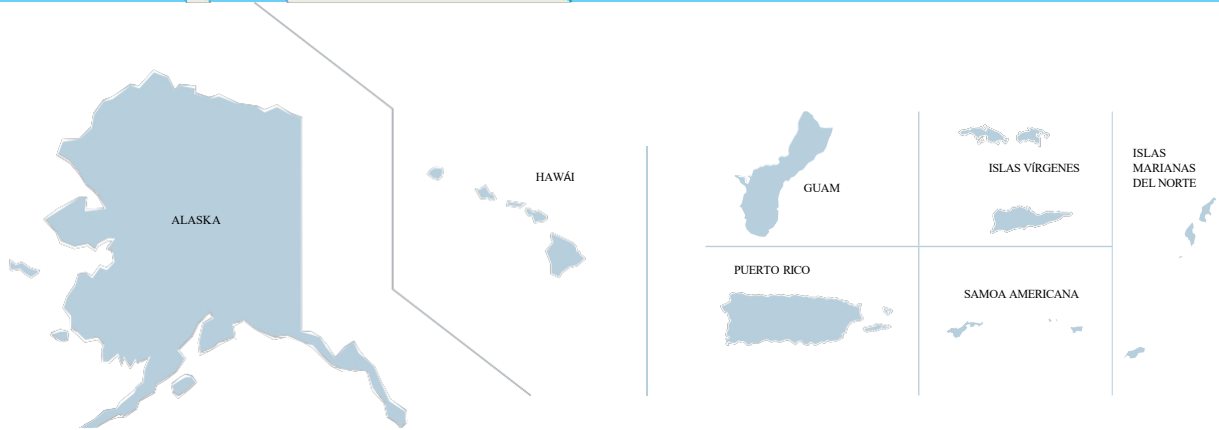 ALASKA
HAWÁI
GUAM
ISLAS VÍRGENES
ISLAS
MARIANAS
DEL NORTE
PUERTO RICO
SAMOA AMERICANA